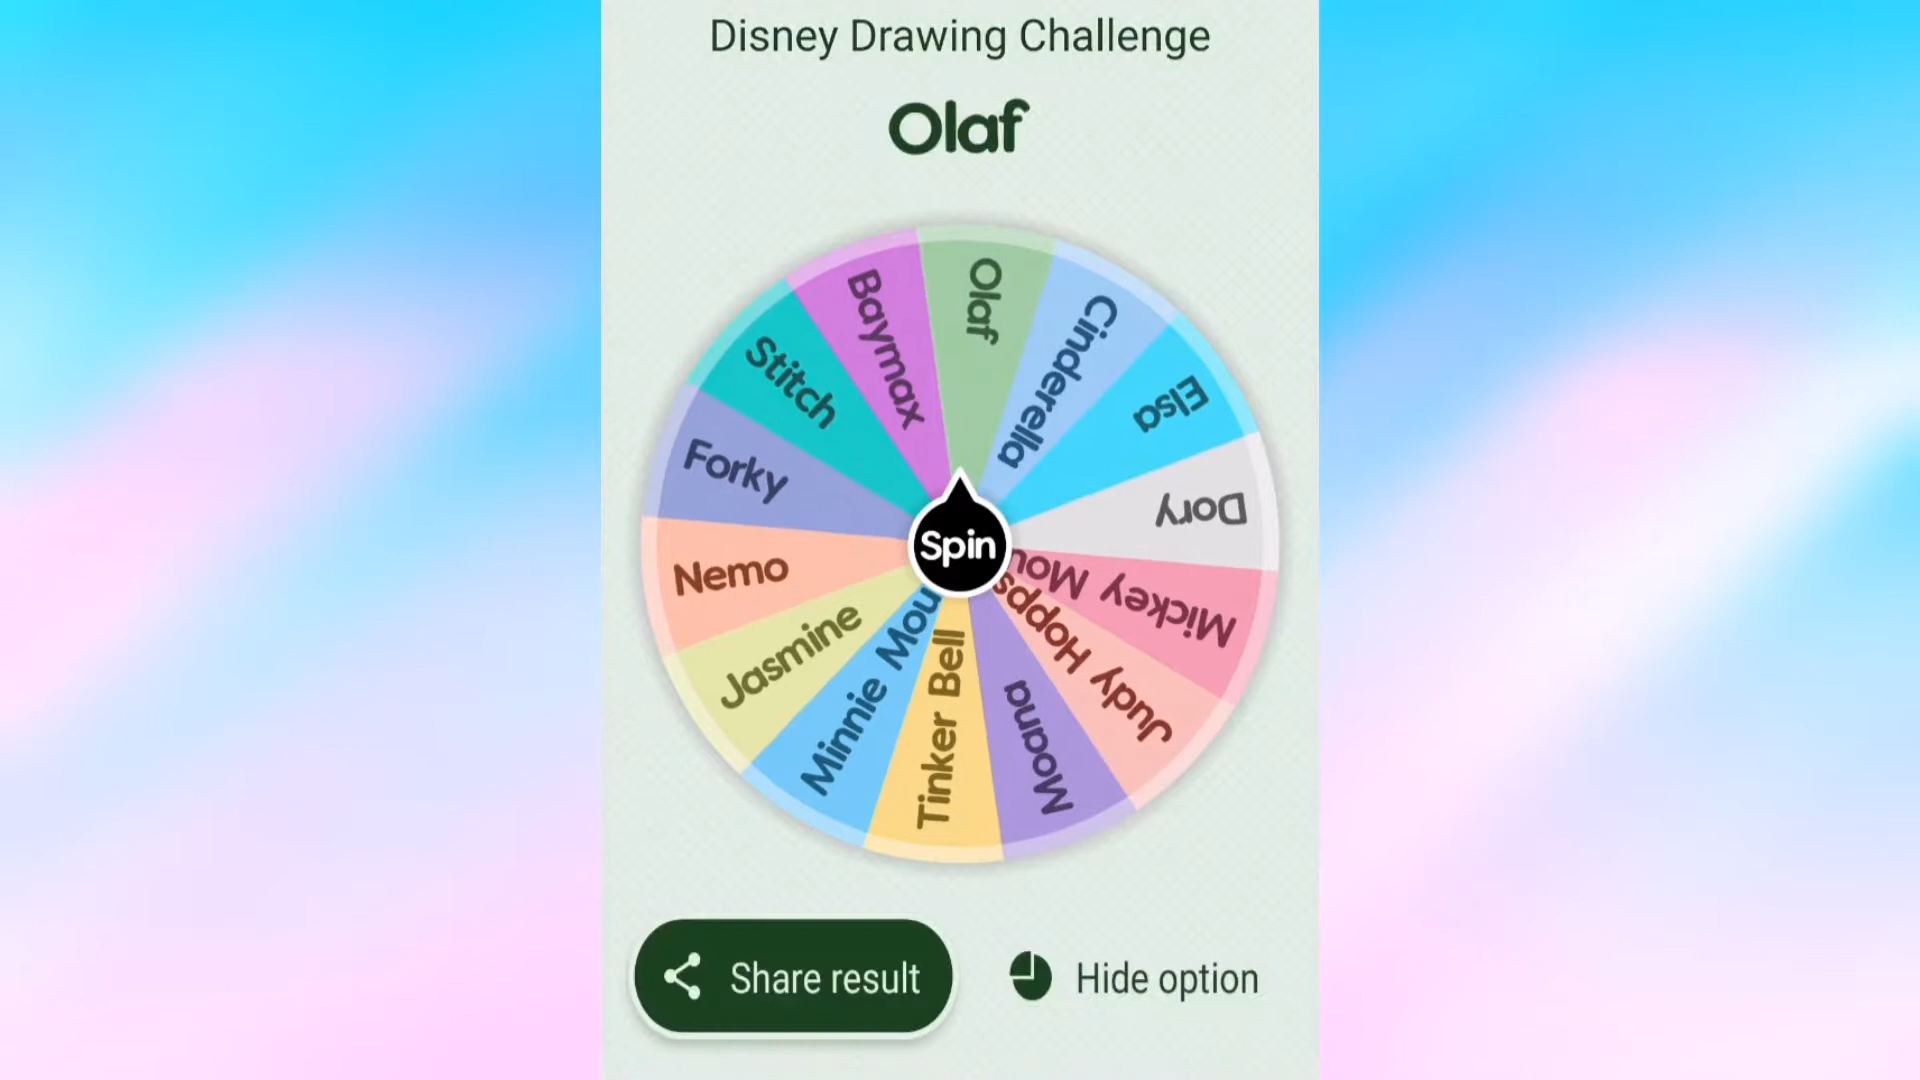 Disney Drawing Challenge
Olaf
Olaf
Cinderella
Elsa
Dory
Mickey Mou
Judy Hopps
Moana
Tinker Bell
Minnie Mou
Jasmine
Nemo
Forky
Stitch
Baymax
Spin
Share result
Hide option